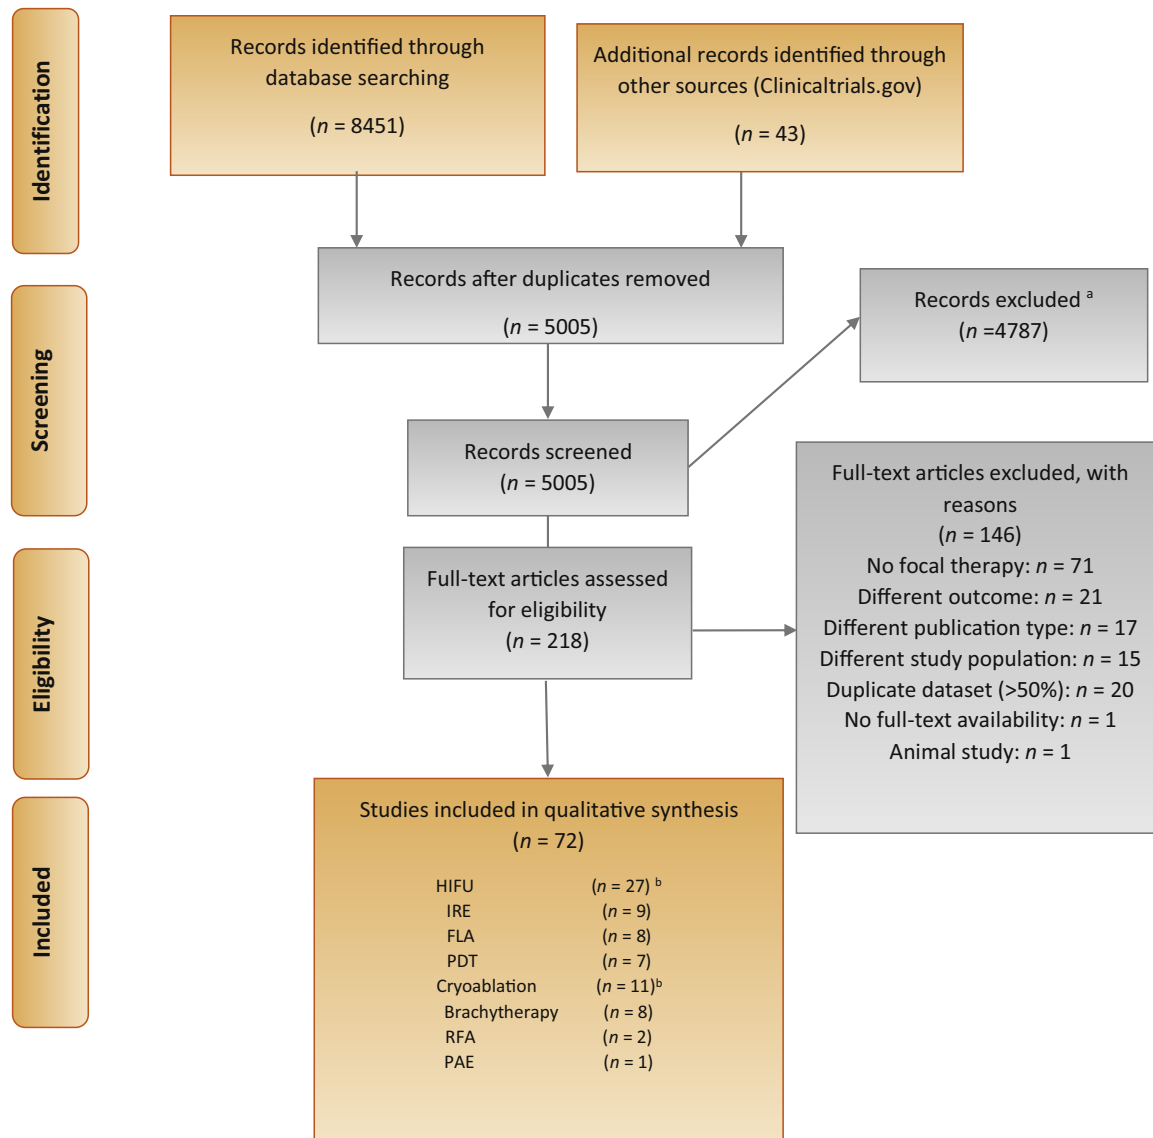 Identification
Records identified through
database searching
(n = 8451)
Additional records identified through
other sources (Clinicaltrials.gov)
(n = 43)
Records after duplicates removed
(n = 5005)
Screening
Records excluded a
(n =4787)
Records screened
(n = 5005)
Eligibility
Full-text articles assessed
for eligibility
(n = 218)
Full-text articles excluded, with
reasons
(n = 146)
No focal therapy: n = 71
Different outcome: n = 21
Different publication type: n = 17
Different study population: n = 15
Duplicate dataset (>50%): n = 20
No full-text availability: n = 1
Animal study: n = 1
Included
Studies included in qualitative synthesis
(n = 72)
HIFU (n = 27) b
IRE (n = 9)
FLA (n = 8)
PDT (n = 7)
Cryoablation (n = 11)b
Brachytherapy (n = 8)
RFA (n = 2)
PAE (n = 1)